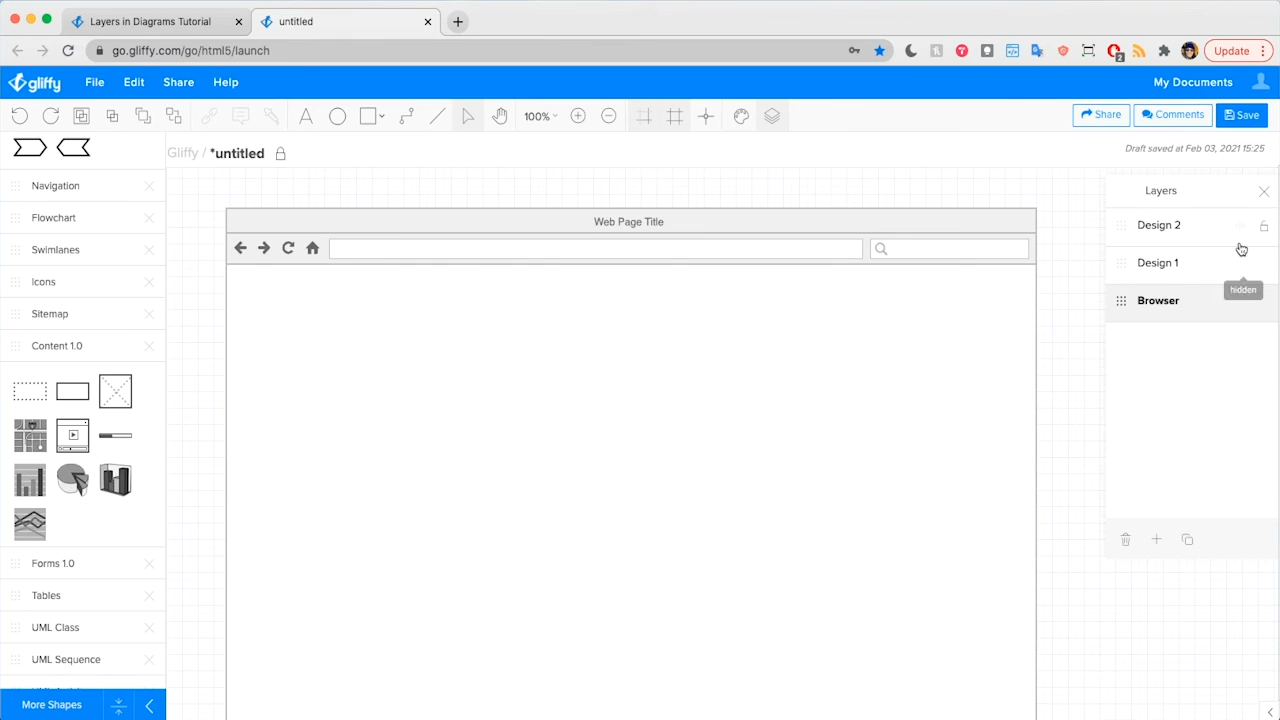 Layers in Diagrams Tutorial
untitled
go.gliffy.com/go/html5/launch
2
Update
gliffy
File
Edit
Share
Help
My Documents
100%
Share
Comments
Save
Gliffy / *untitled
Draft saved at Feb 03, 2021 15:25
Navigation
Flowchart
Swimlanes
Icons
Sitemap
Content 1.0
Forms 1.0
Tables
UML Class
UML Sequence
More Shapes
Web Page Title
Layers
Design 2
Design 1
hidden
Browser